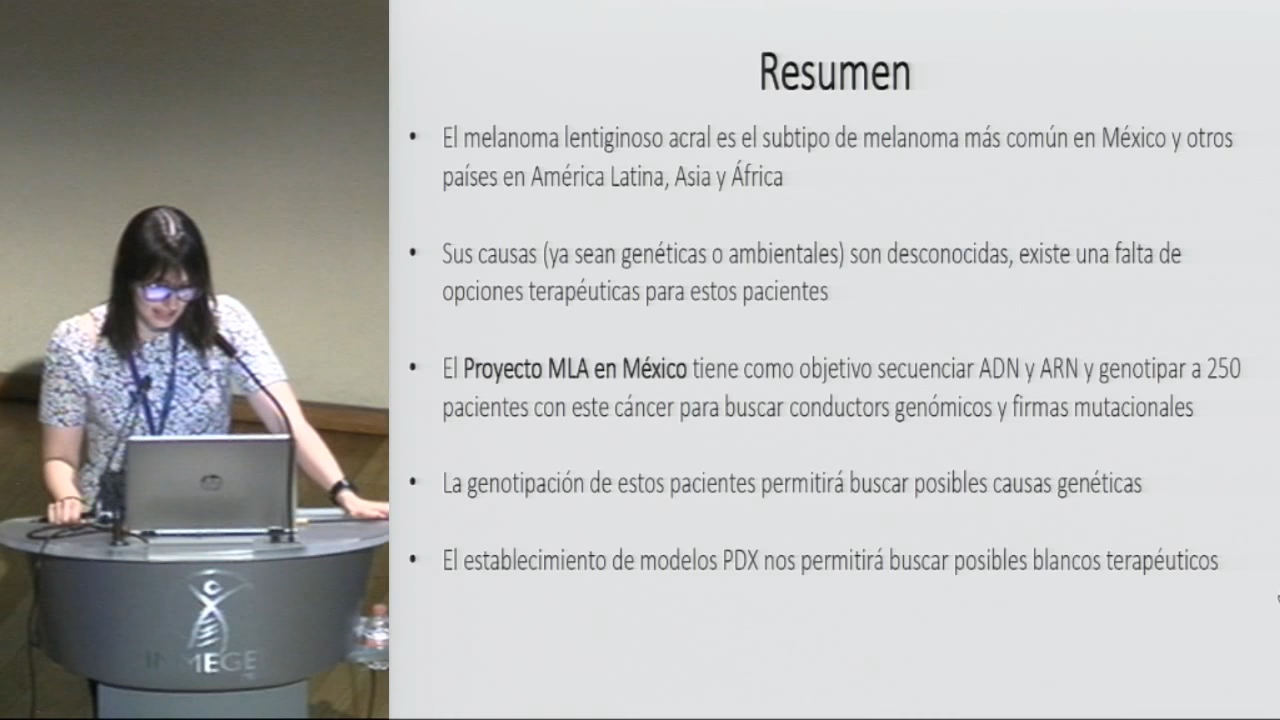 Resumen
• El melanoma lentiginoso acral es el subtipo de melanoma más común en México y otros
países en América Latina, Asia y África
• Sus causas (ya sean genéticas o ambientales) son desconocidas, existe una falta de
opciones terapéuticas para estos pacientes
• El Proyecto MLA en México tiene como objetivo secuenciar ADN y ARN y genotipar a 250
pacientes con este cáncer para buscar conductors genómicos y firmas mutacionales
• La genotipación de estos pacientes permitirá buscar posibles causas genéticas
• El establecimiento de modelos PDX nos permitirá buscar posibles blancos terapéuticos
hp
INMEGE